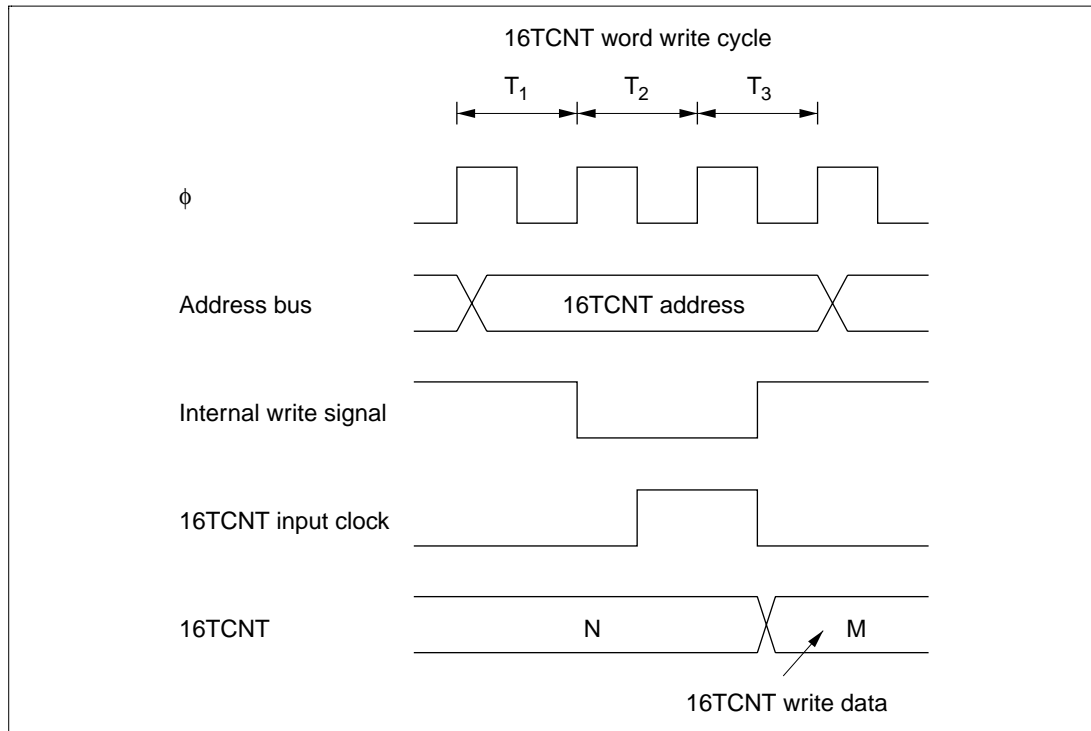 16TCNT word write cycle
T1 T2 T3
φ
Address bus
16TCNT address
Internal write signal
16TCNT input clock
16TCNT
N
M
16TCNT write data